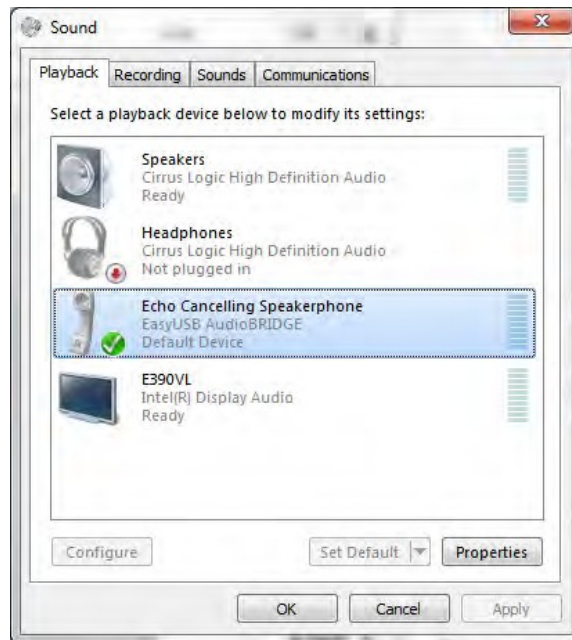 Sound
Playback Recording Sounds Communications
Select a playback device below to modify its settings:
Speakers
Cirrus Logic High Definition Audio
Ready
Headphones
Cirrus Logic High Definition Audio
Not plugged in
Echo Cancelling Speakerphone
EasyUSB AudioBRIDGE
Default Device
E390VL
Intel(R) Display Audio
Ready
Configure Set Default Properties
OK Cancel Apply